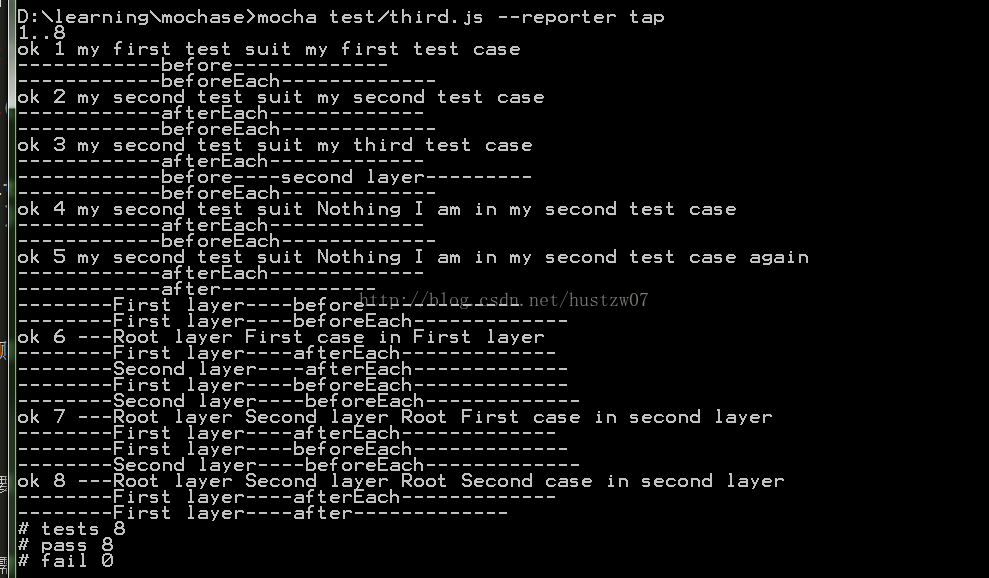 D:\learning\mochase>mocha test/third.js --reporter tap
1..8
ok 1 my first test suit my first test case
------------before-------------
------------beforeEach-------------
ok 2 my second test suit my second test case
------------afterEach-------------
------------beforeEach-------------
ok 3 my second test suit my third test case
------------afterEach-------------
------------before----second layer---------
------------beforeEach-------------
ok 4 my second test suit Nothing I am in my second test case
------------afterEach-------------
------------beforeEach-------------
ok 5 my second test suit Nothing I am in my second test case again
------------afterEach-------------
------------after-------------
--------First layer----before-------------
http://blog.csdn.net/hustzw07
--------First layer----beforeEach-------------
ok 6 ---Root layer First case in First layer
--------First layer----afterEach-------------
--------Second layer----afterEach-------------
--------First layer----beforeEach-------------
--------Second layer----beforeEach-------------
ok 7 ---Root layer Second layer Root First case in second layer
--------First layer----afterEach-------------
--------First layer----beforeEach-------------
--------Second layer----beforeEach-------------
ok 8 ---Root layer Second layer Root Second case in second layer
--------First layer----afterEach-------------
--------First layer----after-------------
# tests 8
# pass 8
# fail 0